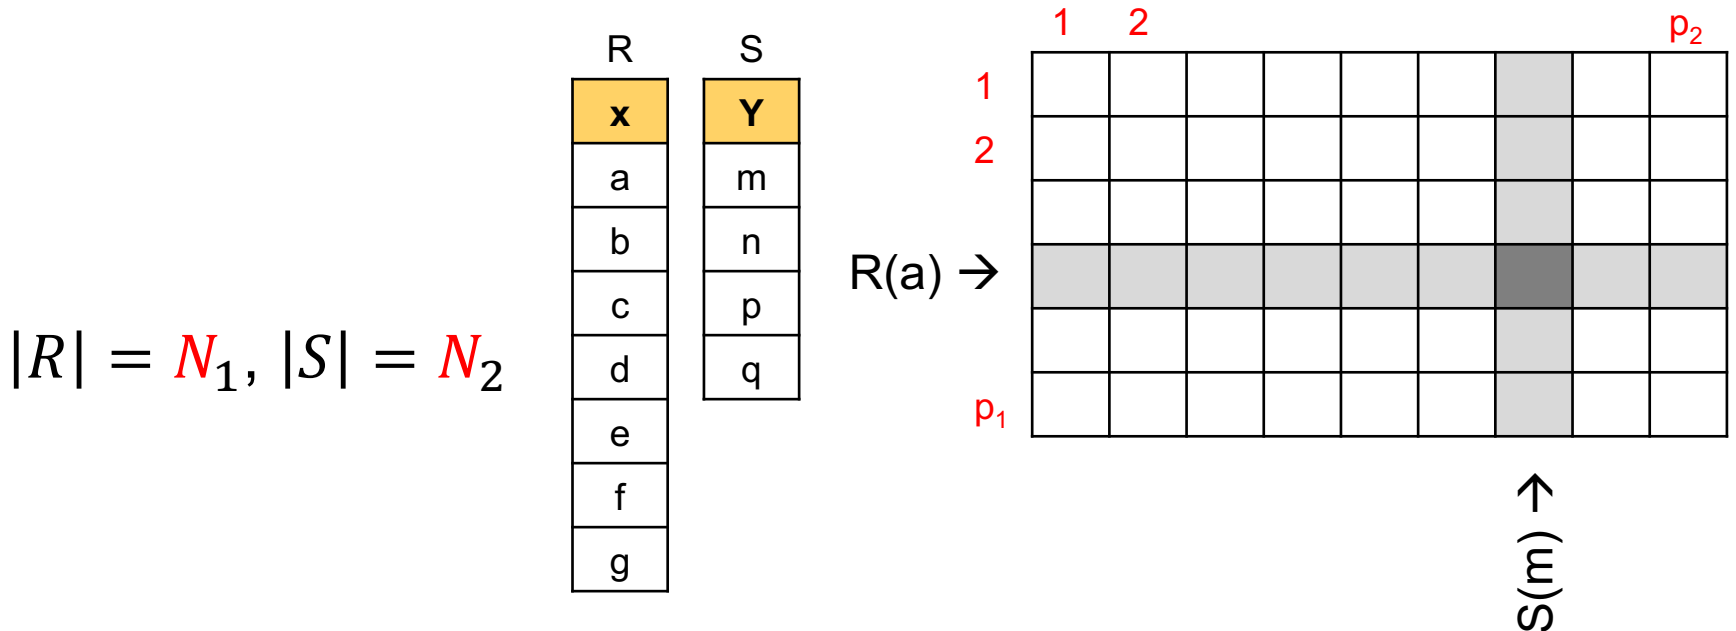 |R| = N₁, |S| = N₂
R
x
a
b
c
d
e
f
g
S
Y
m
n
p
q
1 2 p₂
1
2
p₁
R(a) →
S(m) →